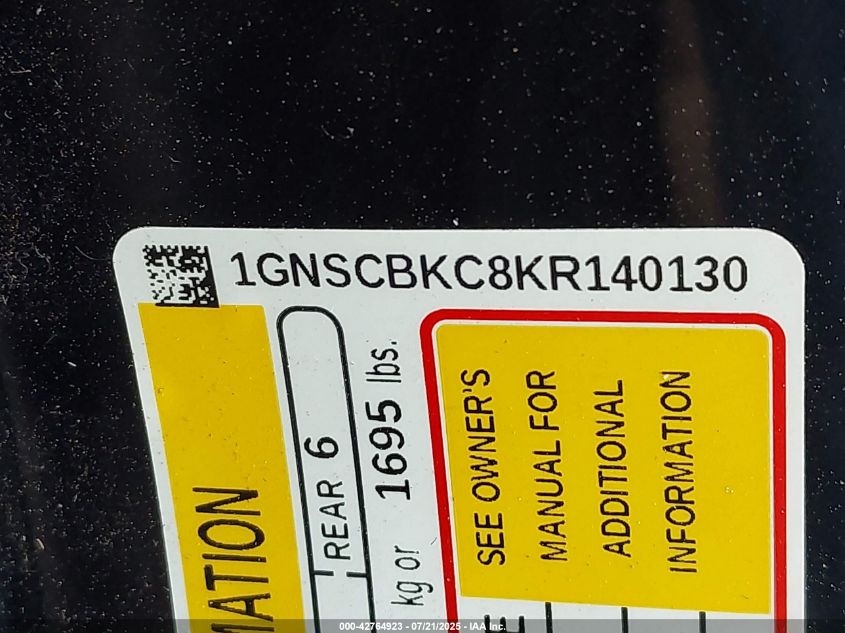 1GNSCBKC8KR140130
MATION
REAR 6
kg or 1695 lbs.
SEE OWNER'S
MANUAL FOR
ADDITIONAL
INFORMATION
000-42764923 - 07/21/2025 - IAA Inc.